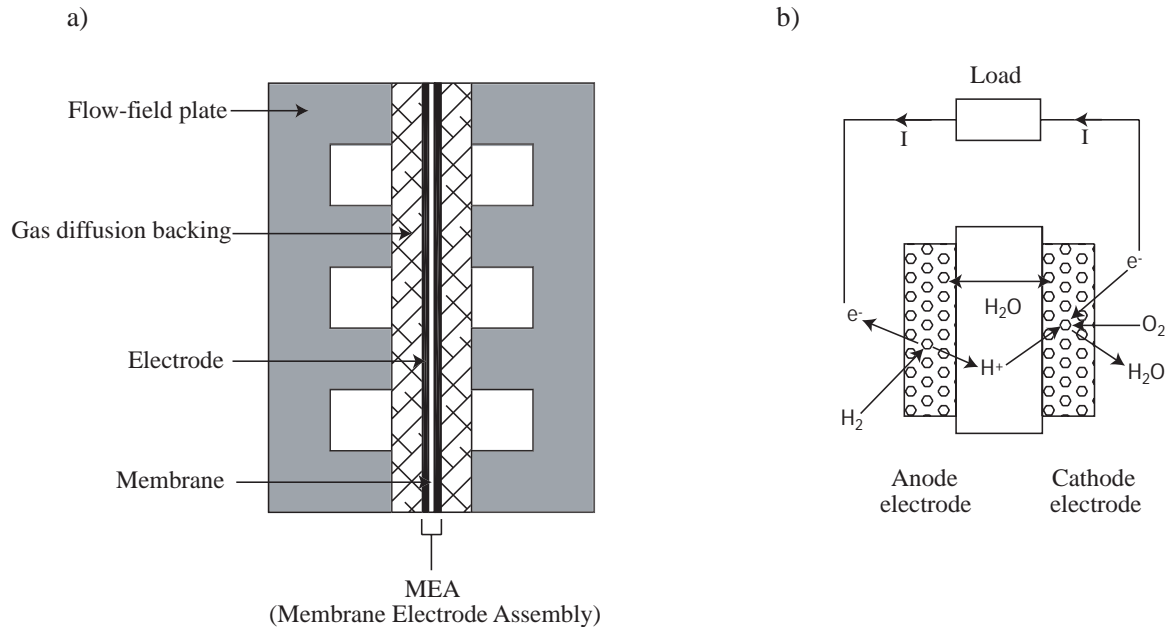 a)
Flow-field plate
Gas diffusion backing
Electrode
Membrane
MEA
(Membrane Electrode Assembly)
b)
Load
I
I
e-
e-
H2O
O2
H+
H2O
H2
Anode
electrode
Cathode
electrode